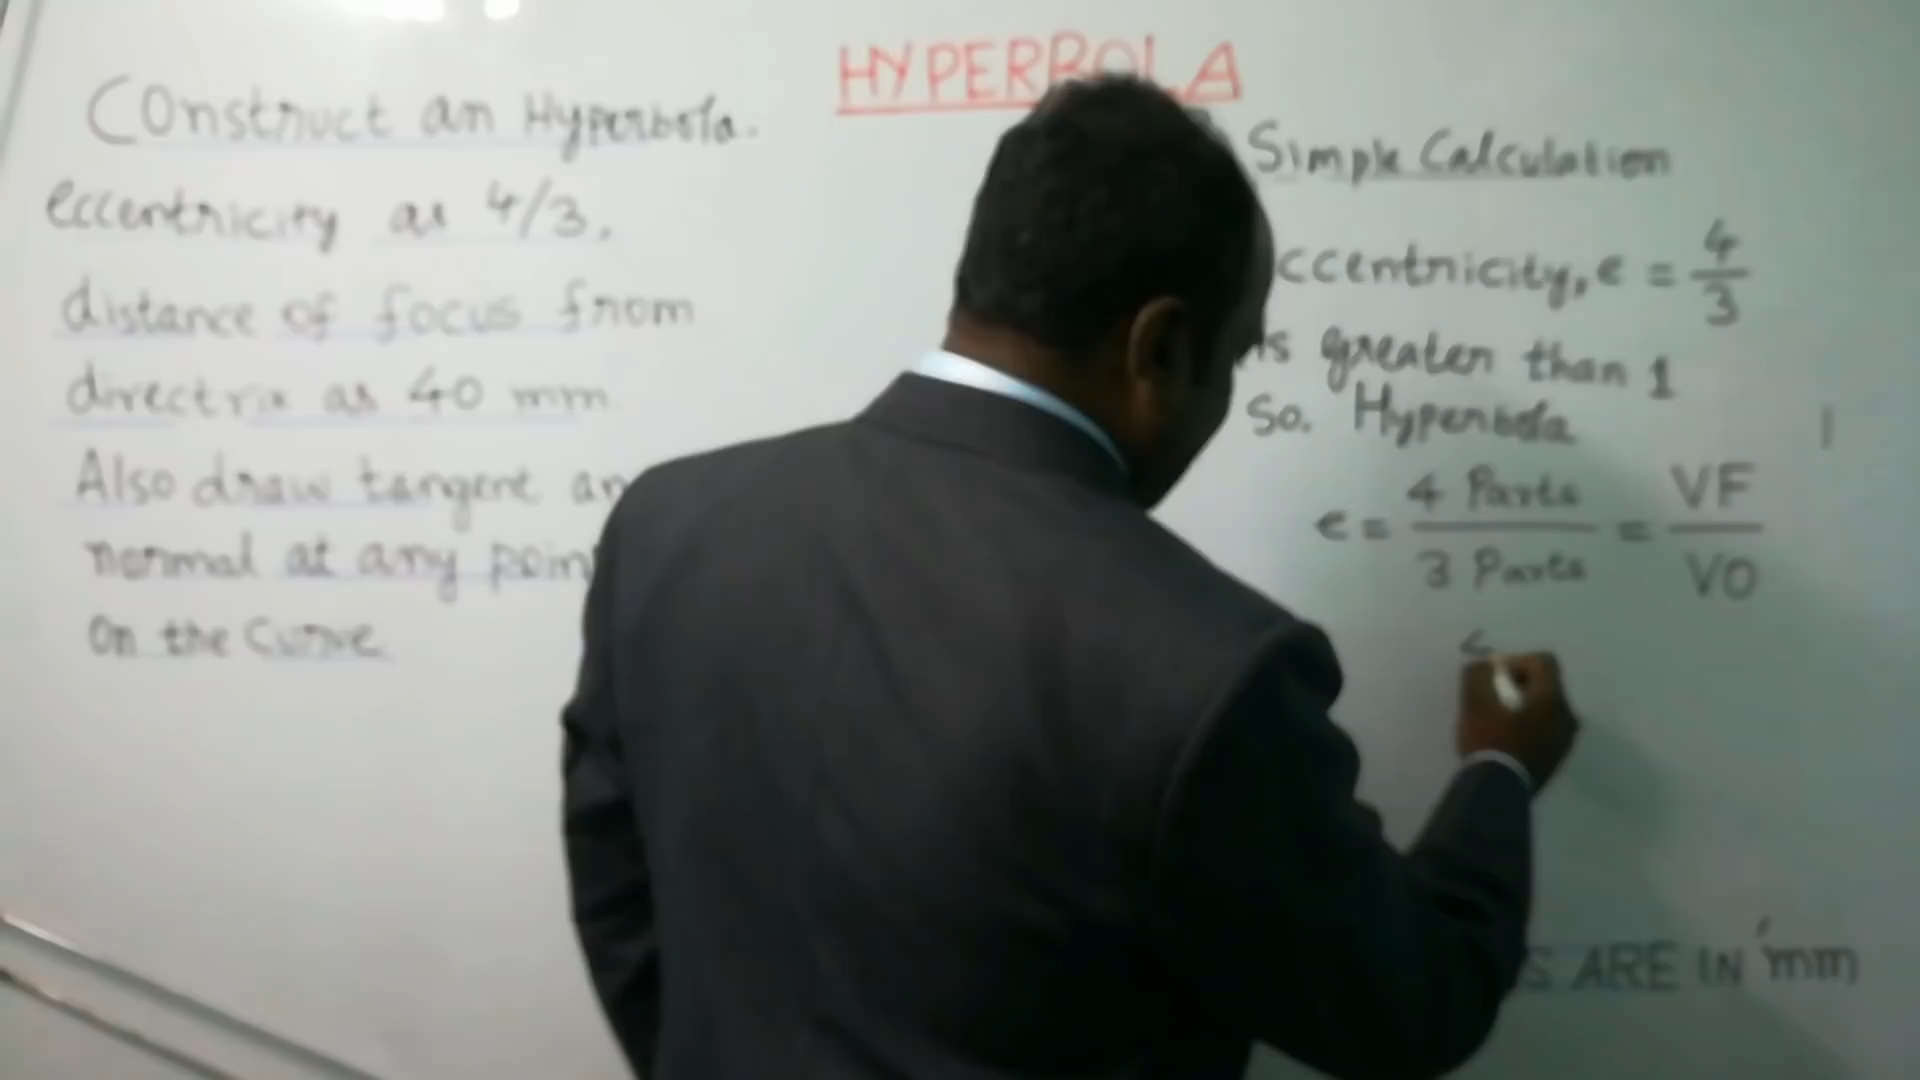 HYPERBOLA
Construct an Hyperbola.
eccentricity as 4/3.
distance of focus from
directrix as 40 mm
Also draw tangent an
normal at any poin
on the curve
Simple Calculation
ccentricity, e = 4/3
is greater than 1
So. Hyperbola
e = 4 Parts / 3 Parts = VF / VO
S ARE IN 'mm